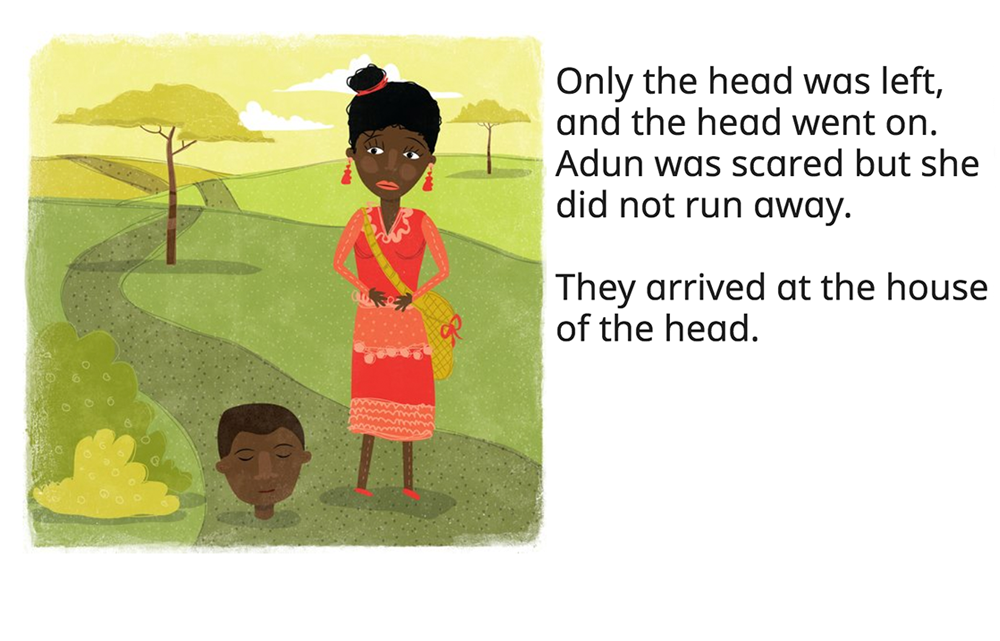 Only the head was left,
and the head went on.
Adun was scared but she
did not run away.
They arrived at the house
of the head.